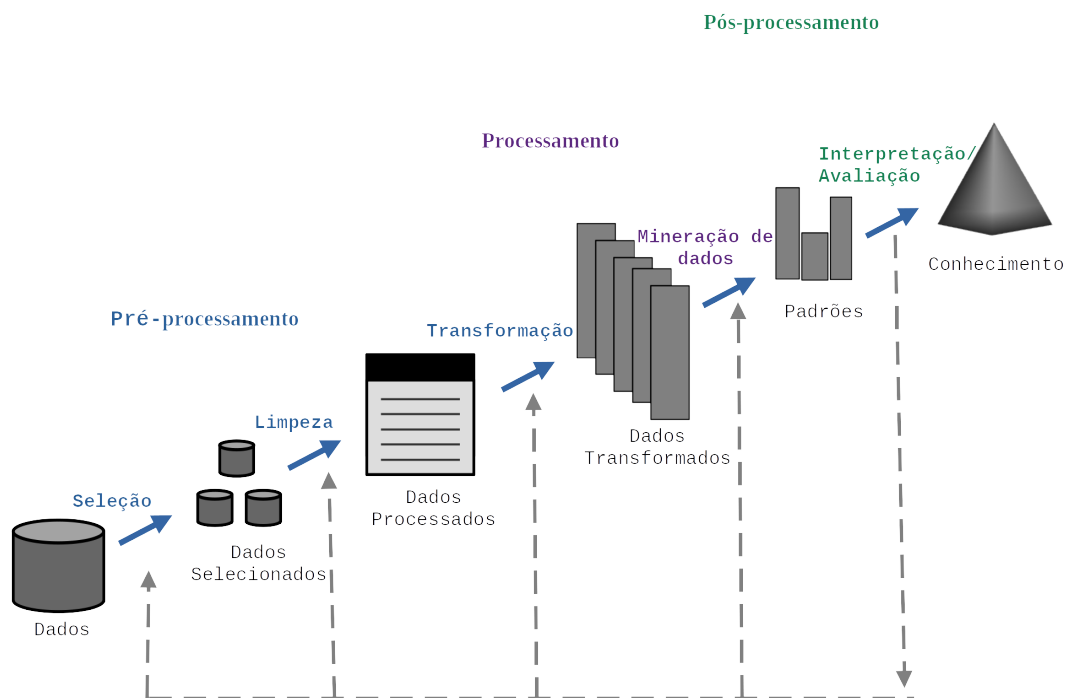 Pós-processamento
Processamento
Interpretação/
Avaliação
Mineração de
dados
Conhecimento
Padrões
Pré-processamento
Transformação
Limpeza
Dados
Transformados
Seleção
Dados
Processados
Dados
Selecionados
Dados